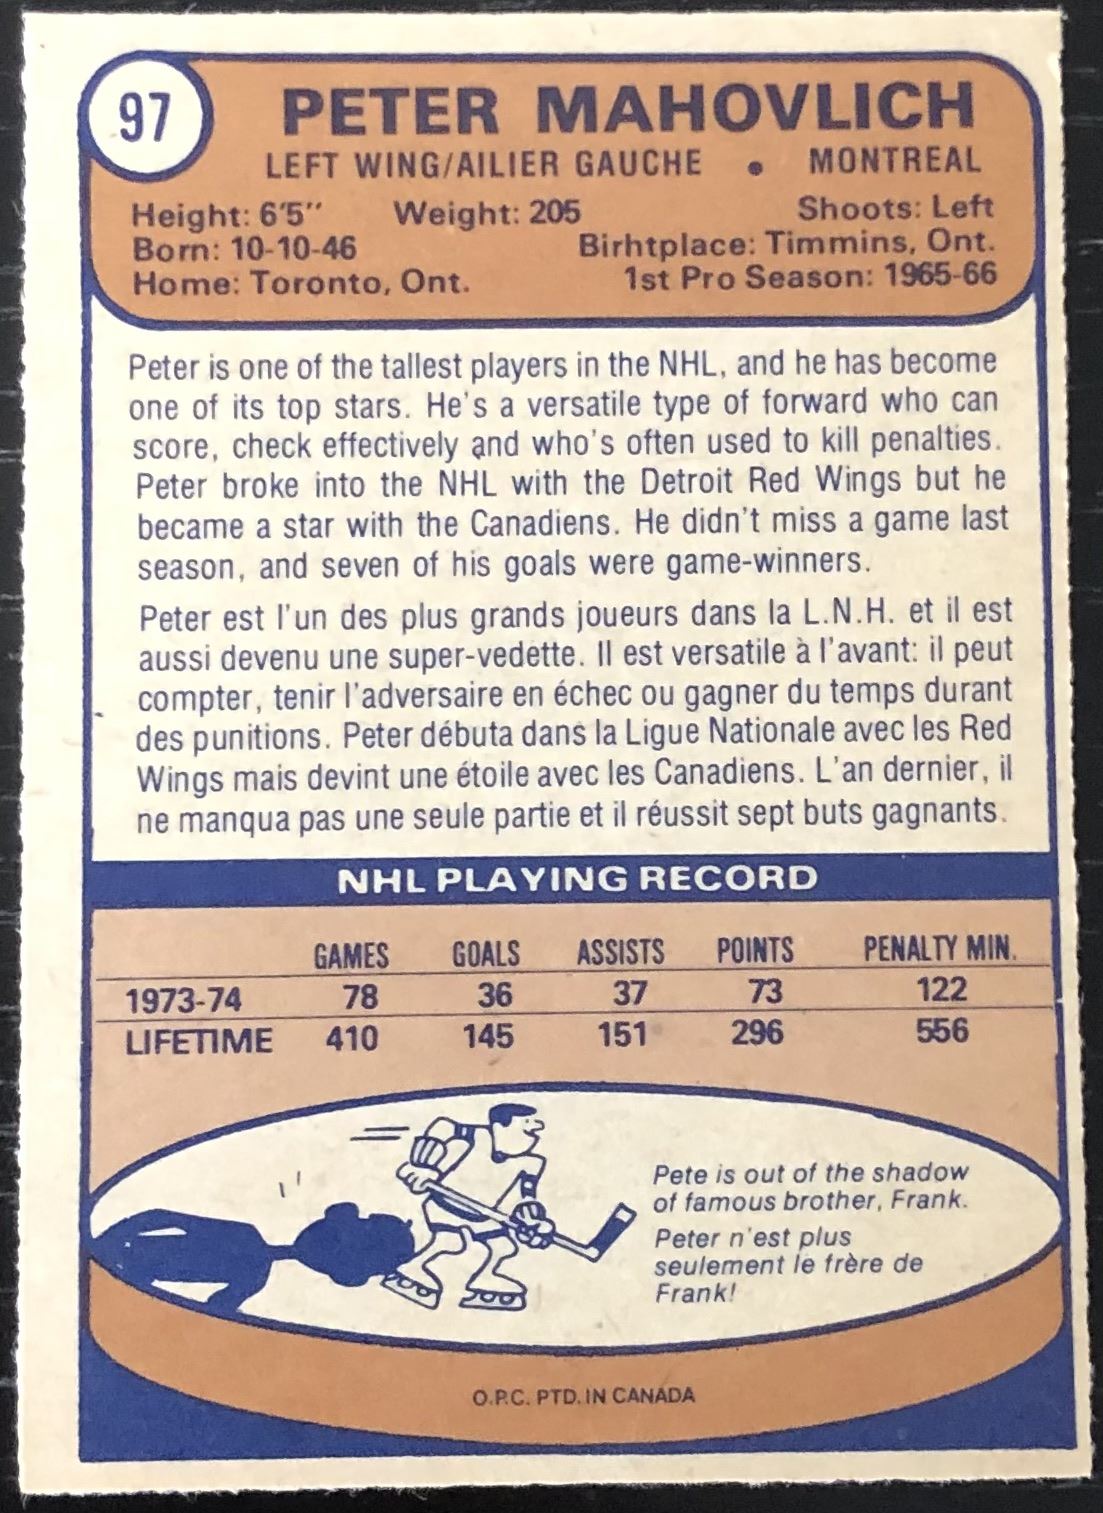 97
PETER MAHOVLICH
LEFT WING/AILIER GAUCHE • MONTREAL
Height: 6'5" Weight: 205 Shoots: Left
Born: 10-10-46 Birhtplace: Timmins, Ont.
Home: Toronto, Ont. 1st Pro Season: 1965-66
Peter is one of the tallest players in the NHL, and he has become
one of its top stars. He's a versatile type of forward who can
score, check effectively and who's often used to kill penalties.
Peter broke into the NHL with the Detroit Red Wings but he
became a star with the Canadiens. He didn't miss a game last
season, and seven of his goals were game-winners.
Peter est l'un des plus grands joueurs dans la L.N.H. et il est
aussi devenu une super-vedette. Il est versatile à l'avant: il peut
compter, tenir l'adversaire en échec ou gagner du temps durant
des punitions. Peter débuta dans la Ligue Nationale avec les Red
Wings mais devint une étoile avec les Canadiens. L'an dernier, il
ne manqua pas une seule partie et il réussit sept buts gagnants.
NHL PLAYING RECORD
GAMES GOALS ASSISTS POINTS PENALTY MIN.
1973-74 78 36 37 73 122
LIFETIME 410 145 151 296 556
Pete is out of the shadow
of famous brother, Frank.
Peter n'est plus
seulement le frère de
Frank!
O.P.C. PTD. IN CANADA